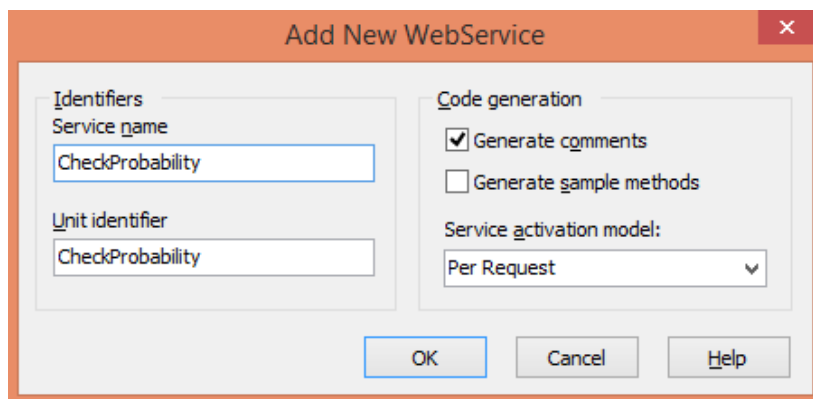 Add New WebService
Identifiers
Service name
CheckProbability
Unit identifier
CheckProbability
Code generation
Generate comments
Generate sample methods
Service activation model:
Per Request
OK
Cancel
Help